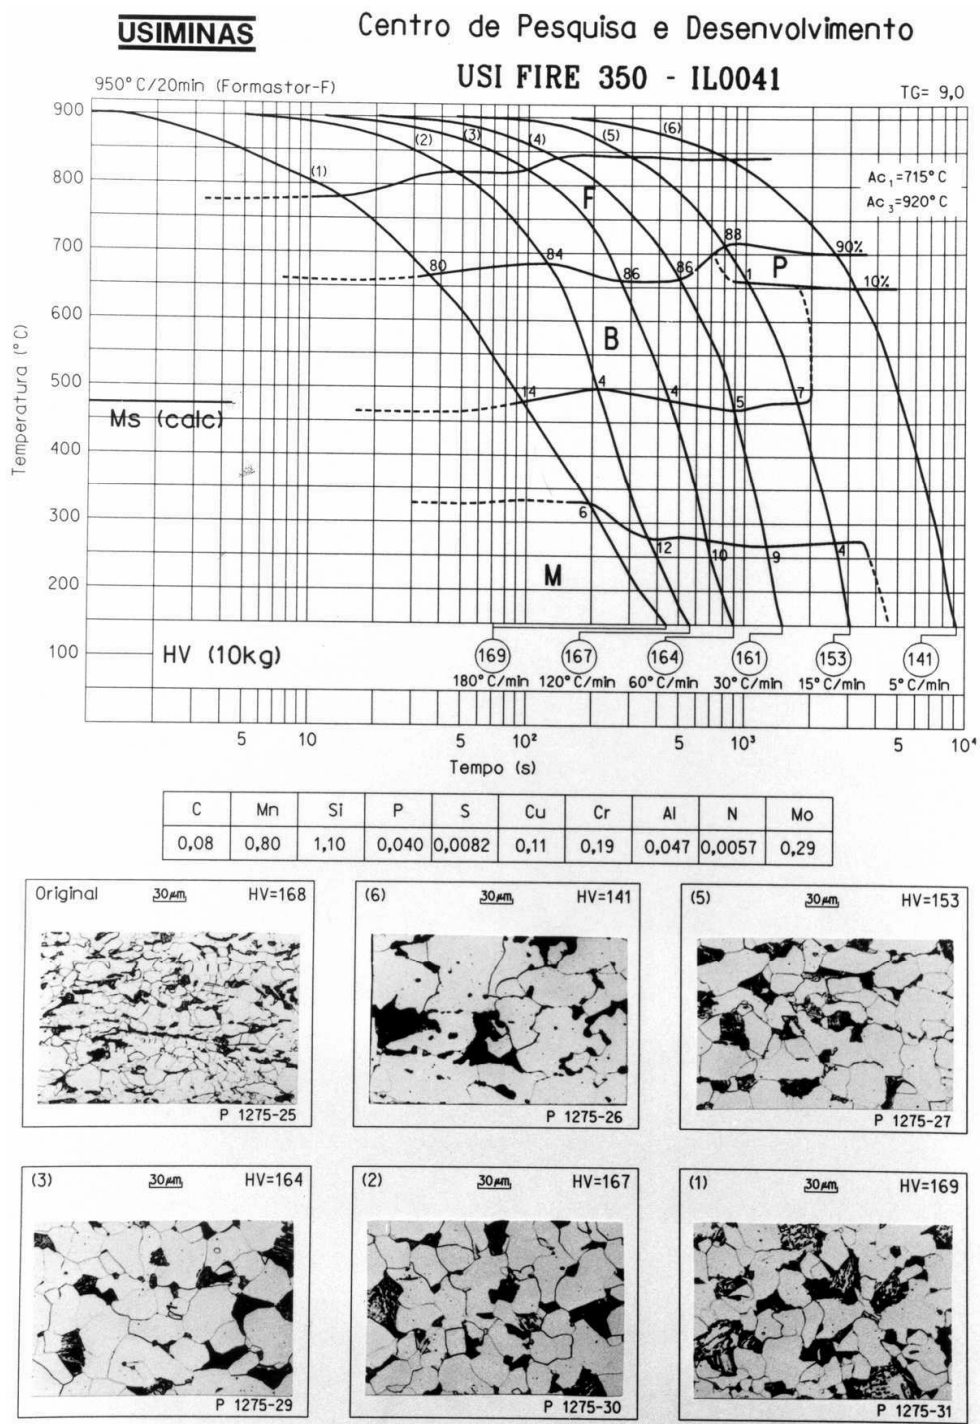 USIMINAS
Centro de Pesquisa e Desenvolvimento
USI FIRE 350 - IL0041
950°C/20min (Formastor-F)
TG= 9,0
900
800
700
600
500
400
300
200
100
Temperatura (°C)
(1)
(2)
(3)
(4)
(5)
(6)
Ac₁=715°C
Ac₃=920°C
F
80
84
86
86
88
90%
1
P
10%
B
14
4
4
5
7
Ms (calc)
6
12
10
9
4
M
HV (10kg)
169
167
164
161
153
141
180°C/min
120°C/min
60°C/min
30°C/min
15°C/min
5°C/min
5
10
5
10²
5
10³
5
10⁴
Tempo (s)
C Mn Si P S Cu Cr Al N Mo
0,08 0,80 1,10 0,040 0,0082 0,11 0,19 0,047 0,0057 0,29
Original 30µm HV=168
P 1275-25
(6) 30µm HV=141
P 1275-26
(5) 30µm HV=153
P 1275-27
(3) 30µm HV=164
P 1275-29
(2) 30µm HV=167
P 1275-30
(1) 30µm HV=169
P 1275-31